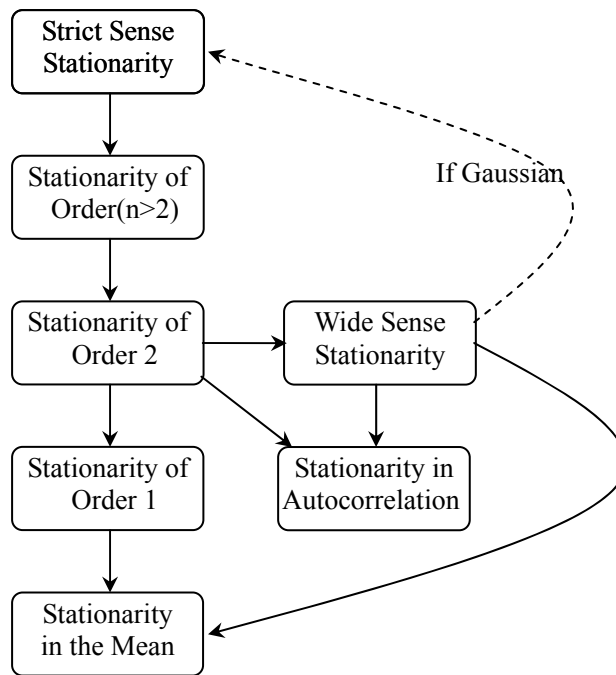 Strict Sense
Stationarity
If Gaussian
Stationarity of
Order(n>2)
Stationarity of
Order 2
Wide Sense
Stationarity
Stationarity of
Order 1
Stationarity in
Autocorrelation
Stationarity
in the Mean